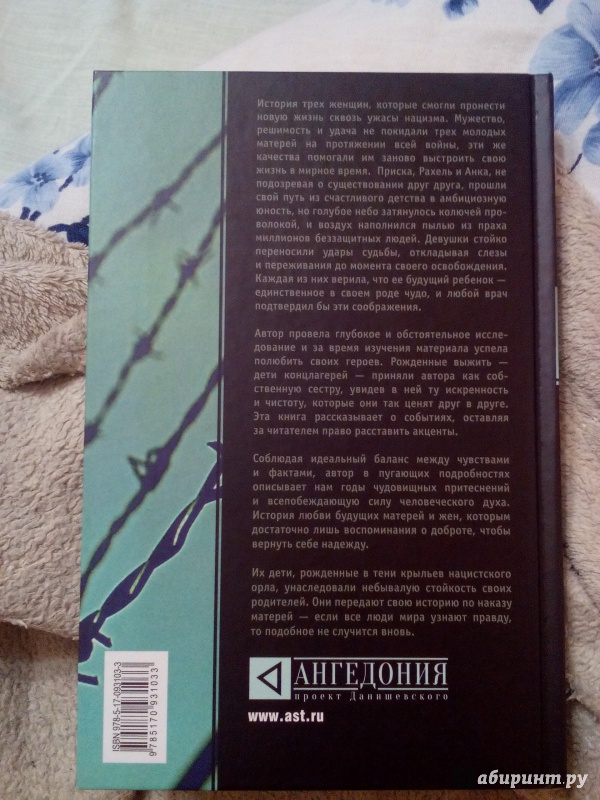 История трех женщин, которые смогли пронести
новую жизнь сквозь ужасы нацизма. Мужество,
решимость и удача не покидали трех молодых
матерей на протяжении всей войны, эти же
качества помогали им заново выстроить свою
жизнь в мирное время. Приска, Рахель и Анка, не
подозревая о существовании друг друга, прошли
свой путь из счастливого детства в амбициозную
юность, но голубое небо затянулось колючей про-
волокой, и воздух наполнился пылью из праха
миллионов беззащитных людей. Девушки стойко
переносили удары судьбы, откладывая слезы
и переживания до момента своего освобождения.
Каждая из них верила, что ее будущий ребенок —
единственное в своем роде чудо, и любой врач
подтвердил бы эти соображения.
Автор провела глубокое и обстоятельное иссле-
дование и за время изучения материала успела
полюбить своих героев. Рожденные выжить —
дети концлагерей — приняли автора как соб-
ственную сестру, увидев в ней ту искренность
и чистоту, которые они так ценят друг в друге.
Эта книга рассказывает о событиях, оставляя
за читателем право расставить акценты.
Соблюдая идеальный баланс между чувствами
и фактами, автор в пугающих подробностях
описывает нам годы чудовищных притеснений
и всепобеждающую силу человеческого духа.
История любви будущих матерей и жен, которым
достаточно лишь воспоминания о доброте, чтобы
вернуть себе надежду.
Их дети, рожденные в тени крыльев нацистского
орла, унаследовали небывалую стойкость своих
родителей. Они передают свою историю по наказу
матерей — если все люди мира узнают правду,
то подобное не случится вновь.
АНГЕДОНИЯ
проект Данишевского
www.ast.ru
ISBN 978-5-17-093103-3
9 785170 931033
абиринт.ру